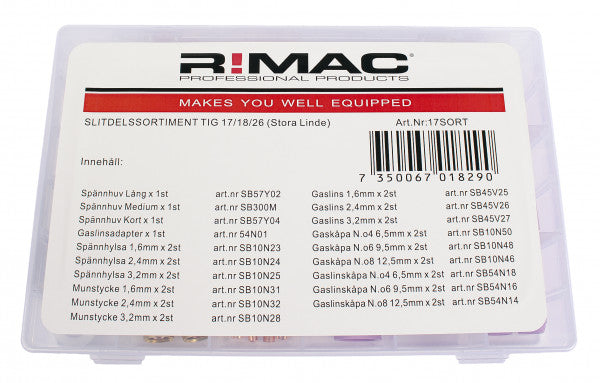 R!MAC
PROFESSIONAL PRODUCTS
MAKES YOU WELL EQUIPPED
SLITDELSSORTIMENT TIG 17/18/26 (Stora Linde) Art.Nr:17SORT
7 350067 018290
Innehåll:
Spännhuv Lång x 1st art.nr SB57Y02
Spännhuv Medium x 1st art.nr SB300M
Spännhuv Kort x 1st art.nr SB57Y04
Gaslinsadapter x 1st art.nr 54N01
Spännhylsa 1,6mm x 2st art.nr SB10N23
Spännhylsa 2,4mm x 2st art.nr SB10N24
Spännhylsa 3,2mm x 2st art.nr SB10N25
Munstycke 1,6mm x 2st art.nr SB10N31
Munstycke 2,4mm x 2st art.nr SB10N32
Munstycke 3,2mm x 2st art.nr SB10N28
Gaslins 1,6mm x 2st art.nr SB45V25
Gaslins 2,4mm x 2st art.nr SB45V26
Gaslins 3,2mm x 2st art.nr SB45V27
Gaskåpa N.o4 6,5mm x 2st art.nr SB10N50
Gaskåpa N.o6 9,5mm x 2st art.nr SB10N48
Gaskåpa N.o8 12,5mm x 2st art.nr SB10N46
Gaslinskåpa N.o4 6,5mm x 2st art.nr SB54N18
Gaslinskåpa N.o6 9,5mm x 2st art.nr SB54N16
Gaslinskåpa N.o8 12,5mm x 2st art.nr SB54N14